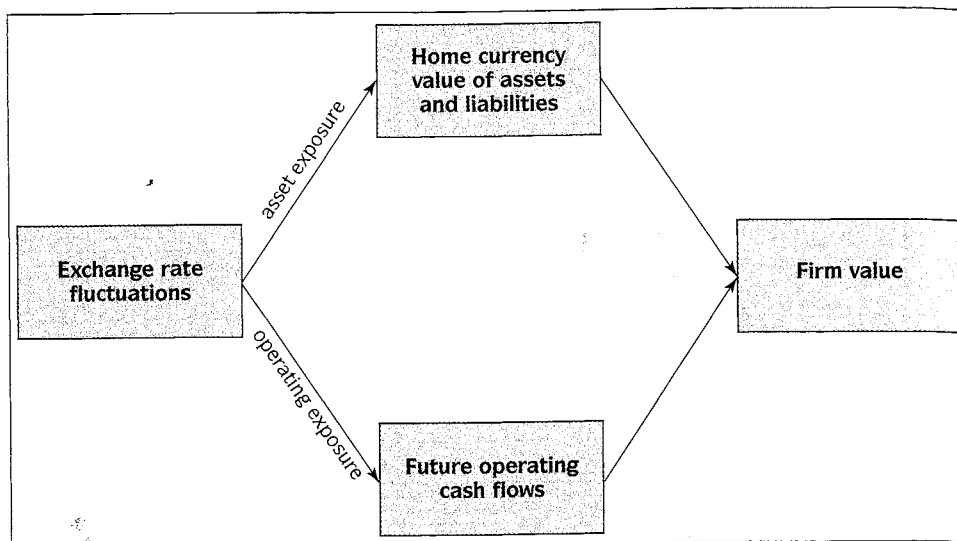 Home currency
value of assets
and liabilities
asset exposure
Exchange rate
fluctuations
Firm value
operating exposure
Future operating
cash flows